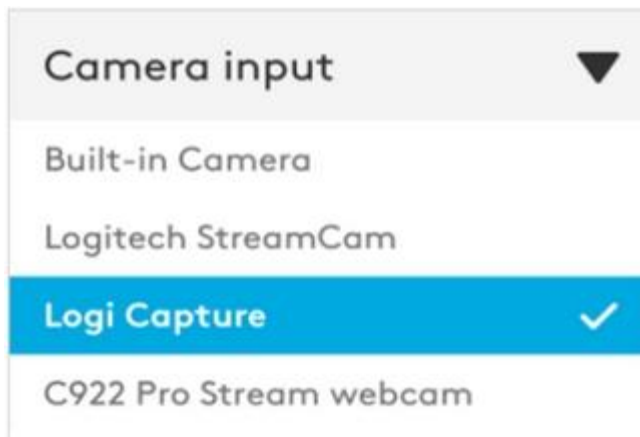 Camera input
Built-in Camera
Logitech StreamCam
Logi Capture
C922 Pro Stream webcam